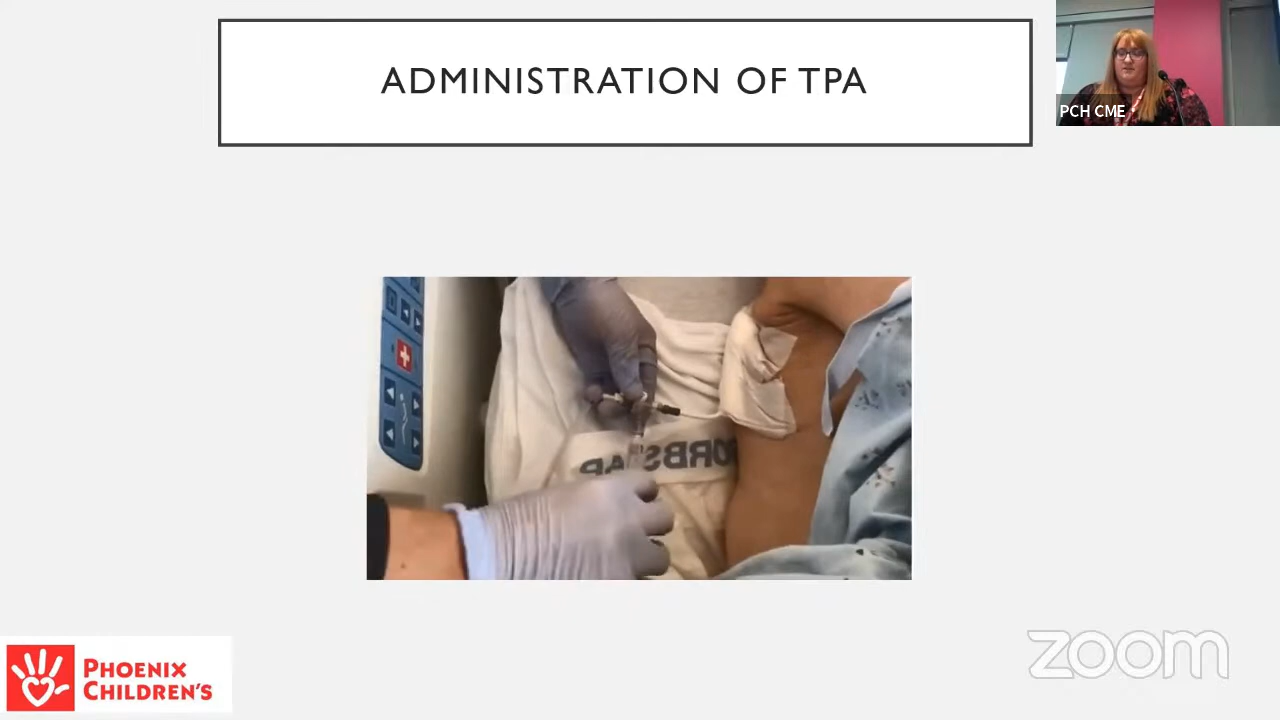 ADMINISTRATION OF TPA
PCH CME
PHOENIX
CHILDREN'S
zoom